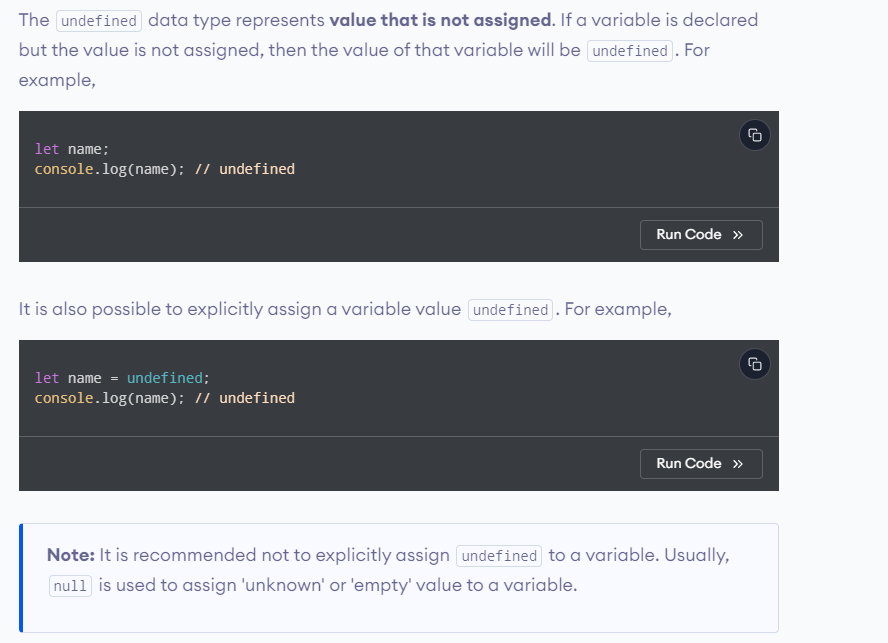 The undefined data type represents value that is not assigned. If a variable is declared
but the value is not assigned, then the value of that variable will be undefined. For
example,
let name;
console.log(name); // undefined
Run Code »
It is also possible to explicitly assign a variable value undefined. For example,
let name = undefined;
console.log(name); // undefined
Run Code »
Note: It is recommended not to explicitly assign undefined to a variable. Usually,
null is used to assign 'unknown' or 'empty' value to a variable.